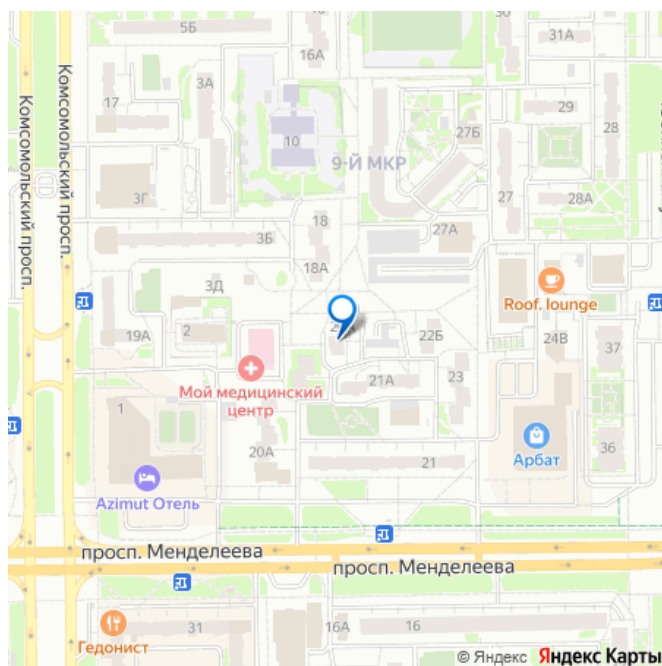 5Б
16А
31А
3А
17
29
28
27Б
10
9-Й МКР
3Г
18
27
28А
27А
3Б
18А
Комсомольский просп.
Комсомольский просп.
3Д
Roof. lounge
19А
2
22Б
24В
37
23
21А
Мой медицинский
центр
1
20А
21
Арбат
36
Azimut Отель
просп. Менделеева
просп. Менделеева
Гедонист
31
16А
16
© Яндекс Яндекс Карты